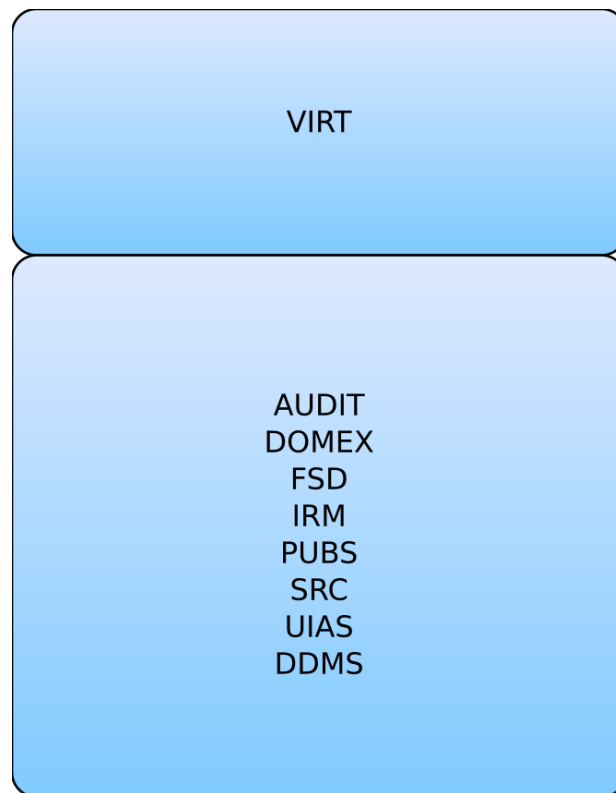 VIRT
AUDIT
DOMEX
FSD
IRM
PUBS
SRC
UIAS
DDMS